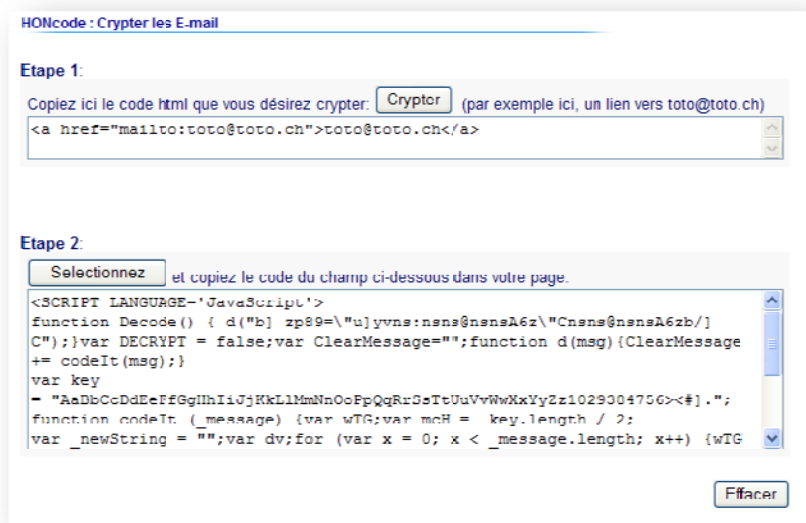 HONcode : Crypter les E-mail
Etape 1:
Copiez ici le code html que vous désirez crypter: Crypter (par exemple ici, un lien vers toto@toto.ch)
<a href="mailto:toto@toto.ch">toto@toto.ch</a>
Etape 2:
Selectionnez et copiez le code du champ ci-dessous dans votre page.
<SCRIPT LANGUAGE='JavaScript'>
function Decode() { d("b] zp89=\"u]yvns:nsns@nsnsA6z\"Cnsns@nsnsA6zb/]
C");}var DECRYPT = false;var ClearMessage="";function d(msg){ClearMessage
+= codeIt(msg);}
var key
= "AaBbCcDdEeFfGgHhIiJjKkLlMmNnOoPpQqRrSsTtUuVvWwXxYyZz1029384756><#].";
function codeIt (_message) {var wTG;var mcH = key.length / 2;
var _newString = "";var dv;for (var x = 0; x < _message.length; x++) {wTG
Effacer